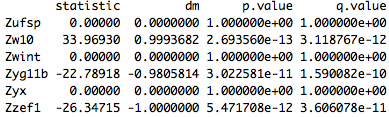 statistic dm p.value q.value
Zufsp 0.00000 0.0000000 1.000000e+00 1.000000e+00
Zw10 33.96930 0.9993682 2.693560e-13 3.118767e-12
Zwint 0.00000 0.0000000 1.000000e+00 1.000000e+00
Zyg11b -22.78918 -0.9805814 3.022581e-11 1.590082e-10
Zyx 0.00000 0.0000000 1.000000e+00 1.000000e+00
Zzef1 -26.34715 -1.0000000 5.471708e-12 3.606078e-11